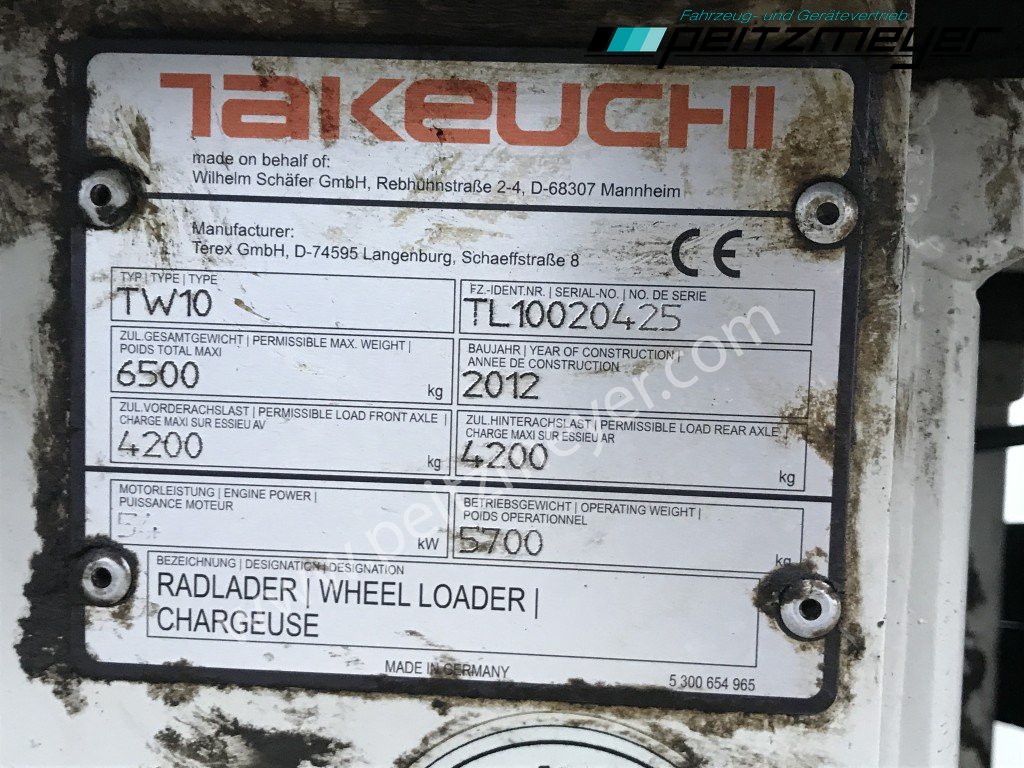 Fahrzeug- und Gerätevertrieb
peitzmeyer
TAKEUCHI
made on behalf of:
Wilhelm Schäfer GmbH, Rebhuhnstraße 2-4, D-68307 Mannheim
Manufacturer:
Terex GmbH, D-74595 Langenburg, Schaeffstraße 8
CE
TYP | TYPE | TYPE
TW10
FZ.-IDENT.NR. | SERIAL-NO. | NO. DE SERIE
TL10020425
ZUL.GESAMTGEWICHT | PERMISSIBLE MAX. WEIGHT |
POIDS TOTAL MAXI
6500 kg
BAUJAHR | YEAR OF CONSTRUCTION |
ANNEE DE CONSTRUCTION
2012
ZUL.VORDERACHSLAST | PERMISSIBLE LOAD FRONT AXLE |
CHARGE MAXI SUR ESSIEU AV
4200 kg
ZUL.HINTERACHSLAST | PERMISSIBLE LOAD REAR AXLE |
CHARGE MAXI SUR ESSIEU AR
4200 kg
MOTORLEISTUNG | ENGINE POWER |
PUISSANCE MOTEUR
kW
BETRIEBSGEWICHT | OPERATING WEIGHT |
POIDS OPERATIONNEL
5700 kg
BEZEICHNUNG | DESIGNATION | DESIGNATION
RADLADER | WHEEL LOADER |
CHARGEUSE
MADE IN GERMANY
5 300 654 965
www.peitzmeyer.com